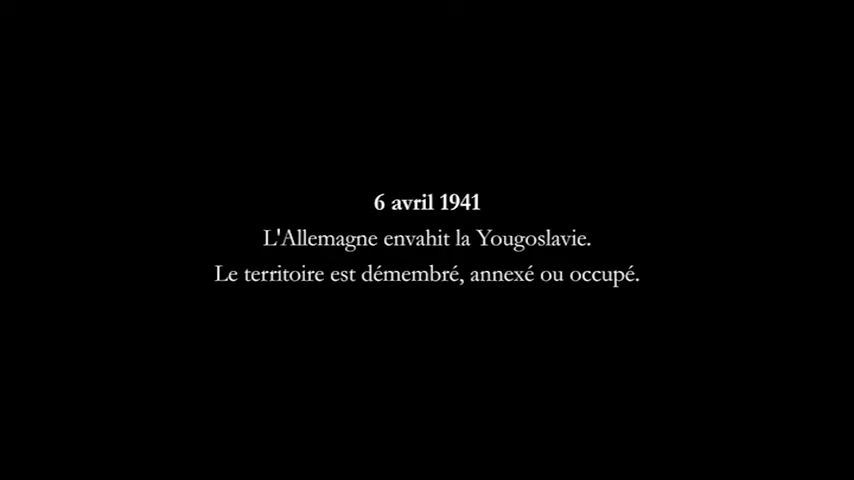 6 avril 1941
L'Allemagne envahit la Yougoslavie.
Le territoire est démembré, annexé ou occupé.